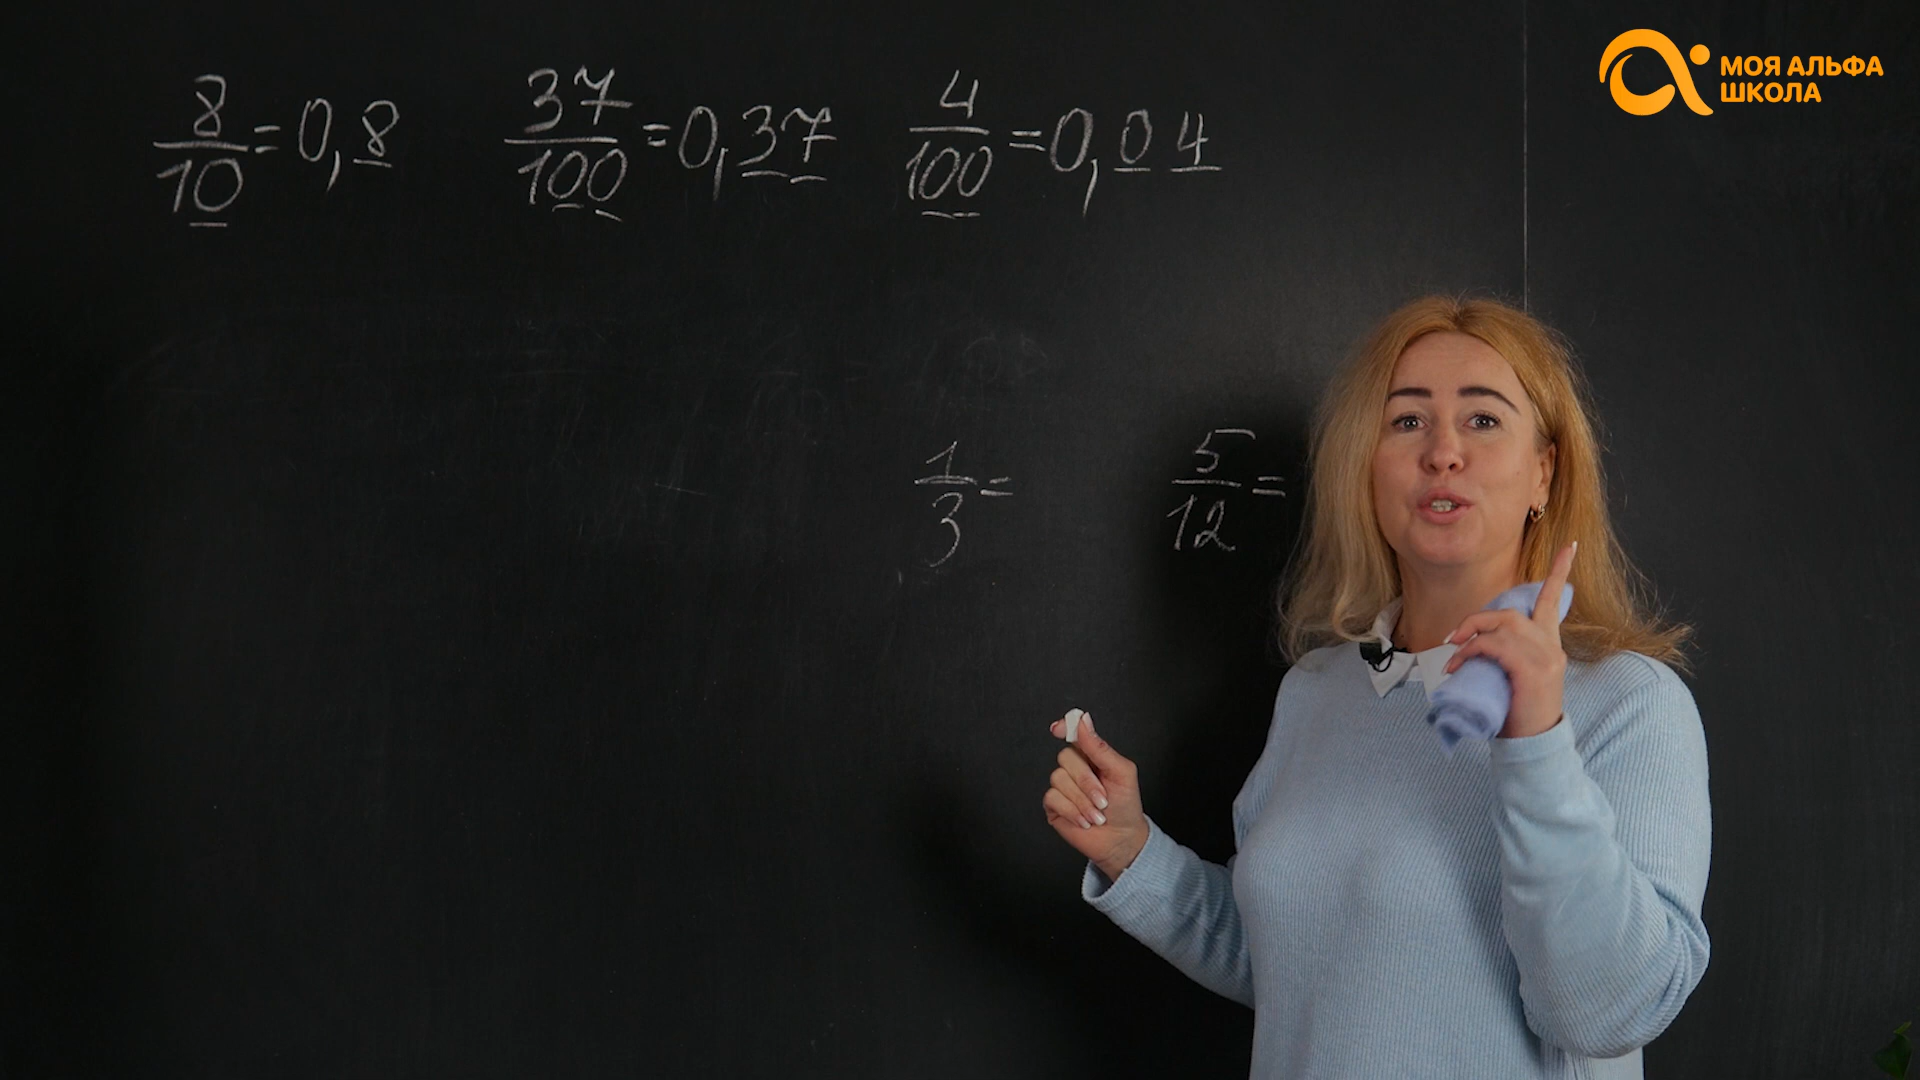 МОЯ АЛЬФА
ШКОЛА
8/10 = 0,8 37/100 = 0,37 4/100 = 0,04
1/3 = 5/12 =